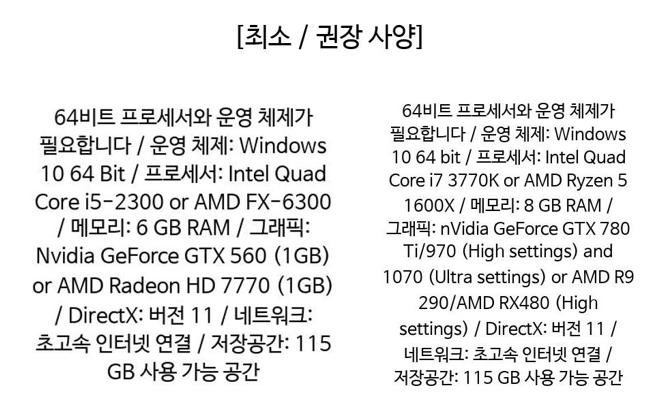 [최소 / 권장 사양]
64비트 프로세서와 운영 체제가
필요합니다 / 운영 체제: Windows
10 64 Bit / 프로세서: Intel Quad
Core i5-2300 or AMD FX-6300
/ 메모리: 6 GB RAM / 그래픽:
Nvidia GeForce GTX 560 (1GB)
or AMD Radeon HD 7770 (1GB)
/ DirectX: 버전 11 / 네트워크:
초고속 인터넷 연결 / 저장공간: 115
GB 사용 가능 공간
64비트 프로세서와 운영 체제가
필요합니다 / 운영 체제: Windows
10 64 bit / 프로세서: Intel Quad
Core i7 3770K or AMD Ryzen 5
1600X / 메모리: 8 GB RAM /
그래픽: nVidia GeForce GTX 780
Ti/970 (High settings) and
1070 (Ultra settings) or AMD R9
290/AMD RX480 (High
settings) / DirectX: 버전 11 /
네트워크: 초고속 인터넷 연결 /
저장공간: 115 GB 사용 가능 공간